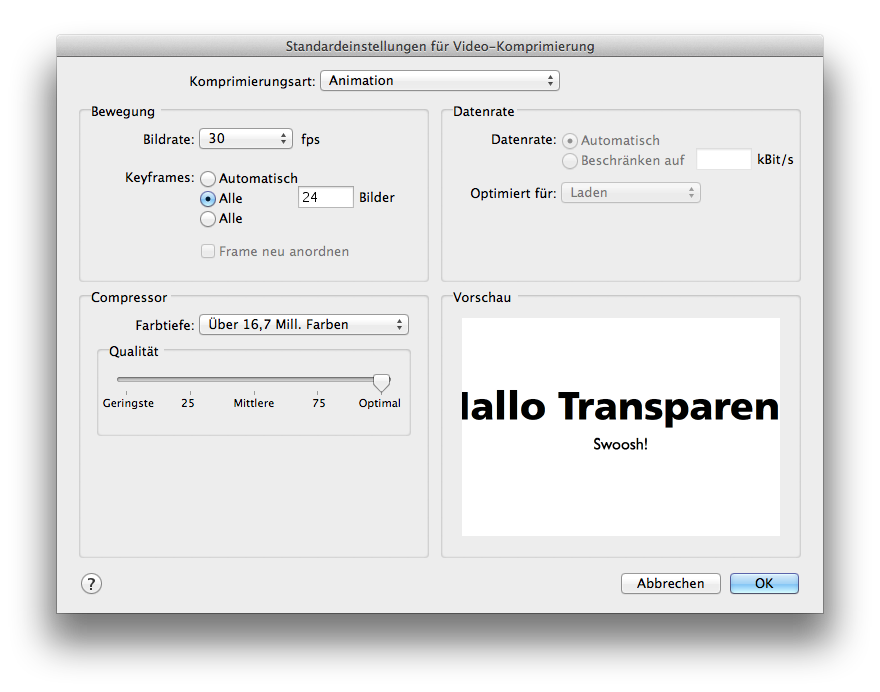 Standardeinstellungen für Video-Komprimierung
Komprimierungsart: Animation
Bewegung
Bildrate: 30 fps
Keyframes: Automatisch
Alle 24 Bilder
Alle
Frame neu anordnen
Datenrate
Datenrate: Automatisch
Beschränken auf kBit/s
Optimiert für: Laden
Compressor
Farbtiefe: Über 16,7 Mill. Farben
Qualität
Geringste 25 Mittlere 75 Optimal
Vorschau
Hallo Transparen
Swoosh!
? Abbrechen OK